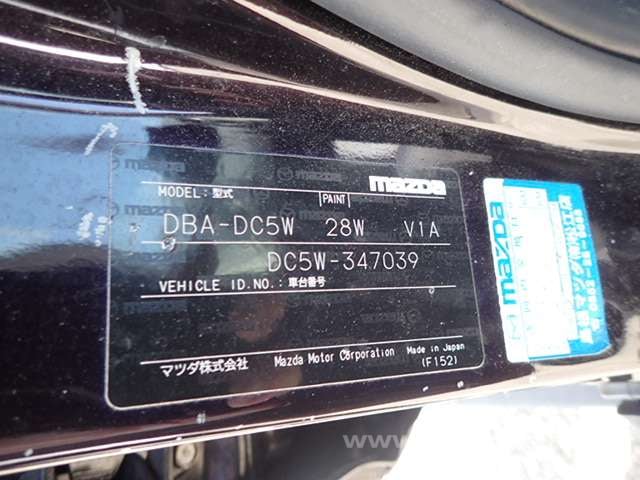 mazda
MODEL: 型式 PAINT
DBA-DC5W 28W V1A
DC5W-347039
VEHICLE ID.NO.: 車台番号
マツダ株式会社 Mazda Motor Corporation Made in Japan
(F152)
mazda
www.